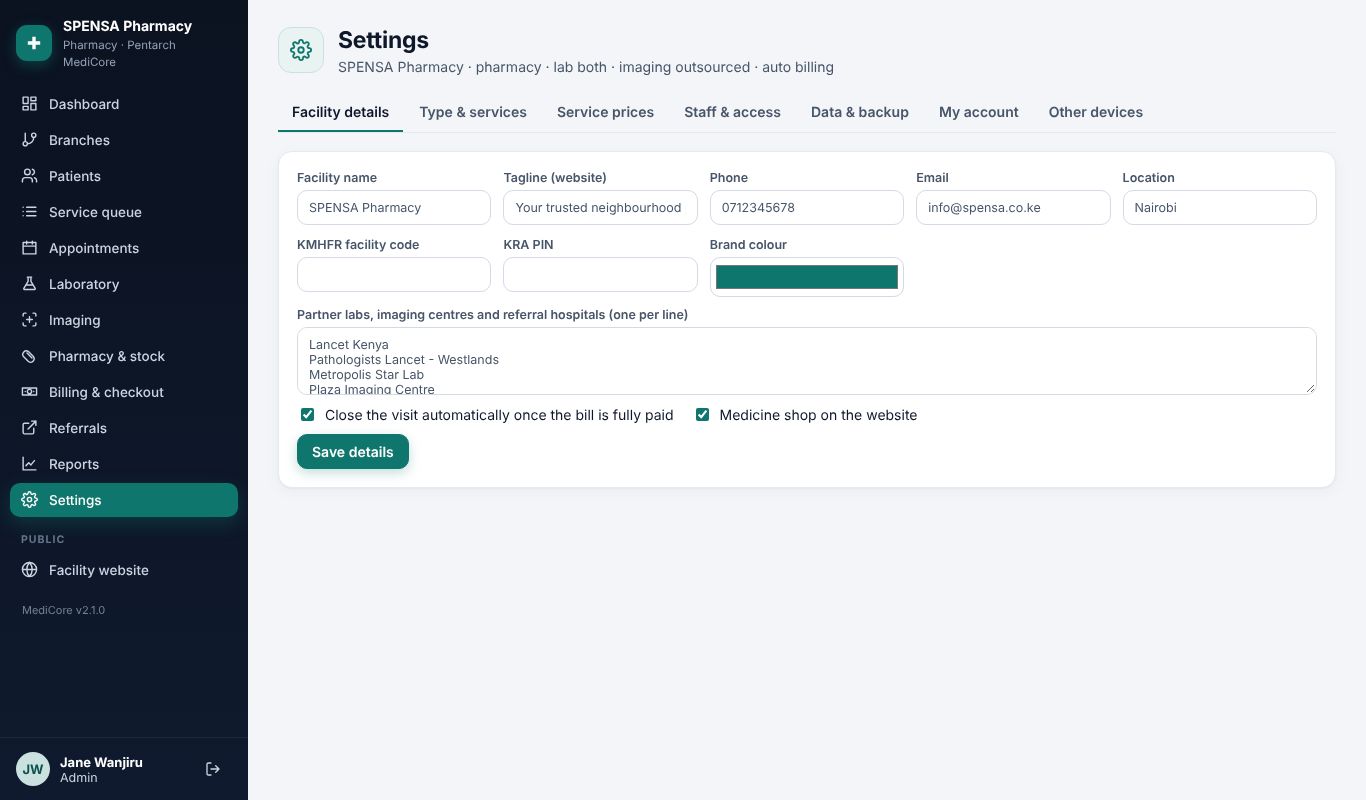 SPENSA Pharmacy
Pharmacy · Pentarch
MediCore
Dashboard
Branches
Patients
Service queue
Appointments
Laboratory
Imaging
Pharmacy & stock
Billing & checkout
Referrals
Reports
Settings
PUBLIC
Facility website
MediCore v2.1.0
JW
Jane Wanjiru
Admin
Settings
SPENSA Pharmacy · pharmacy · lab both · imaging outsourced · auto billing
Facility details Type & services Service prices Staff & access Data & backup My account Other devices
Facility name Tagline (website) Phone Email Location
SPENSA Pharmacy Your trusted neighbourhood 0712345678 info@spensa.co.ke Nairobi
KMHFR facility code KRA PIN Brand colour
Partner labs, imaging centres and referral hospitals (one per line)
Lancet Kenya
Pathologists Lancet - Westlands
Metropolis Star Lab
Plaza Imaging Centre
Close the visit automatically once the bill is fully paid Medicine shop on the website
Save details